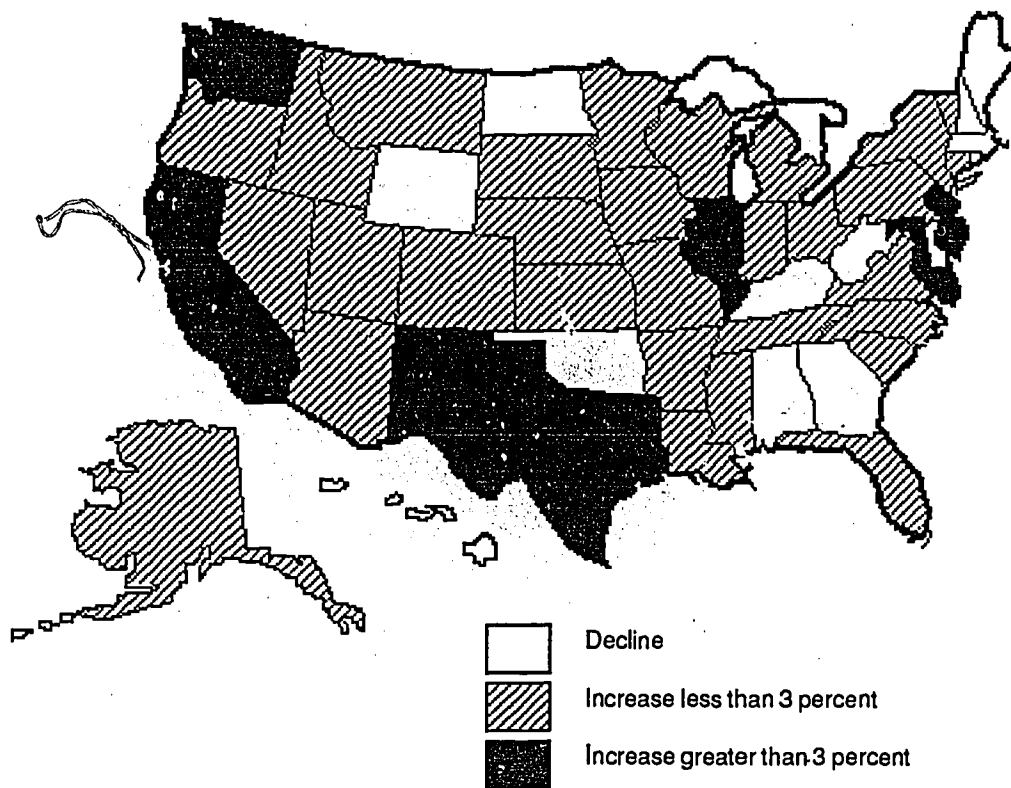 Decline
Increase less than 3 percent
Increase greater than 3 percent